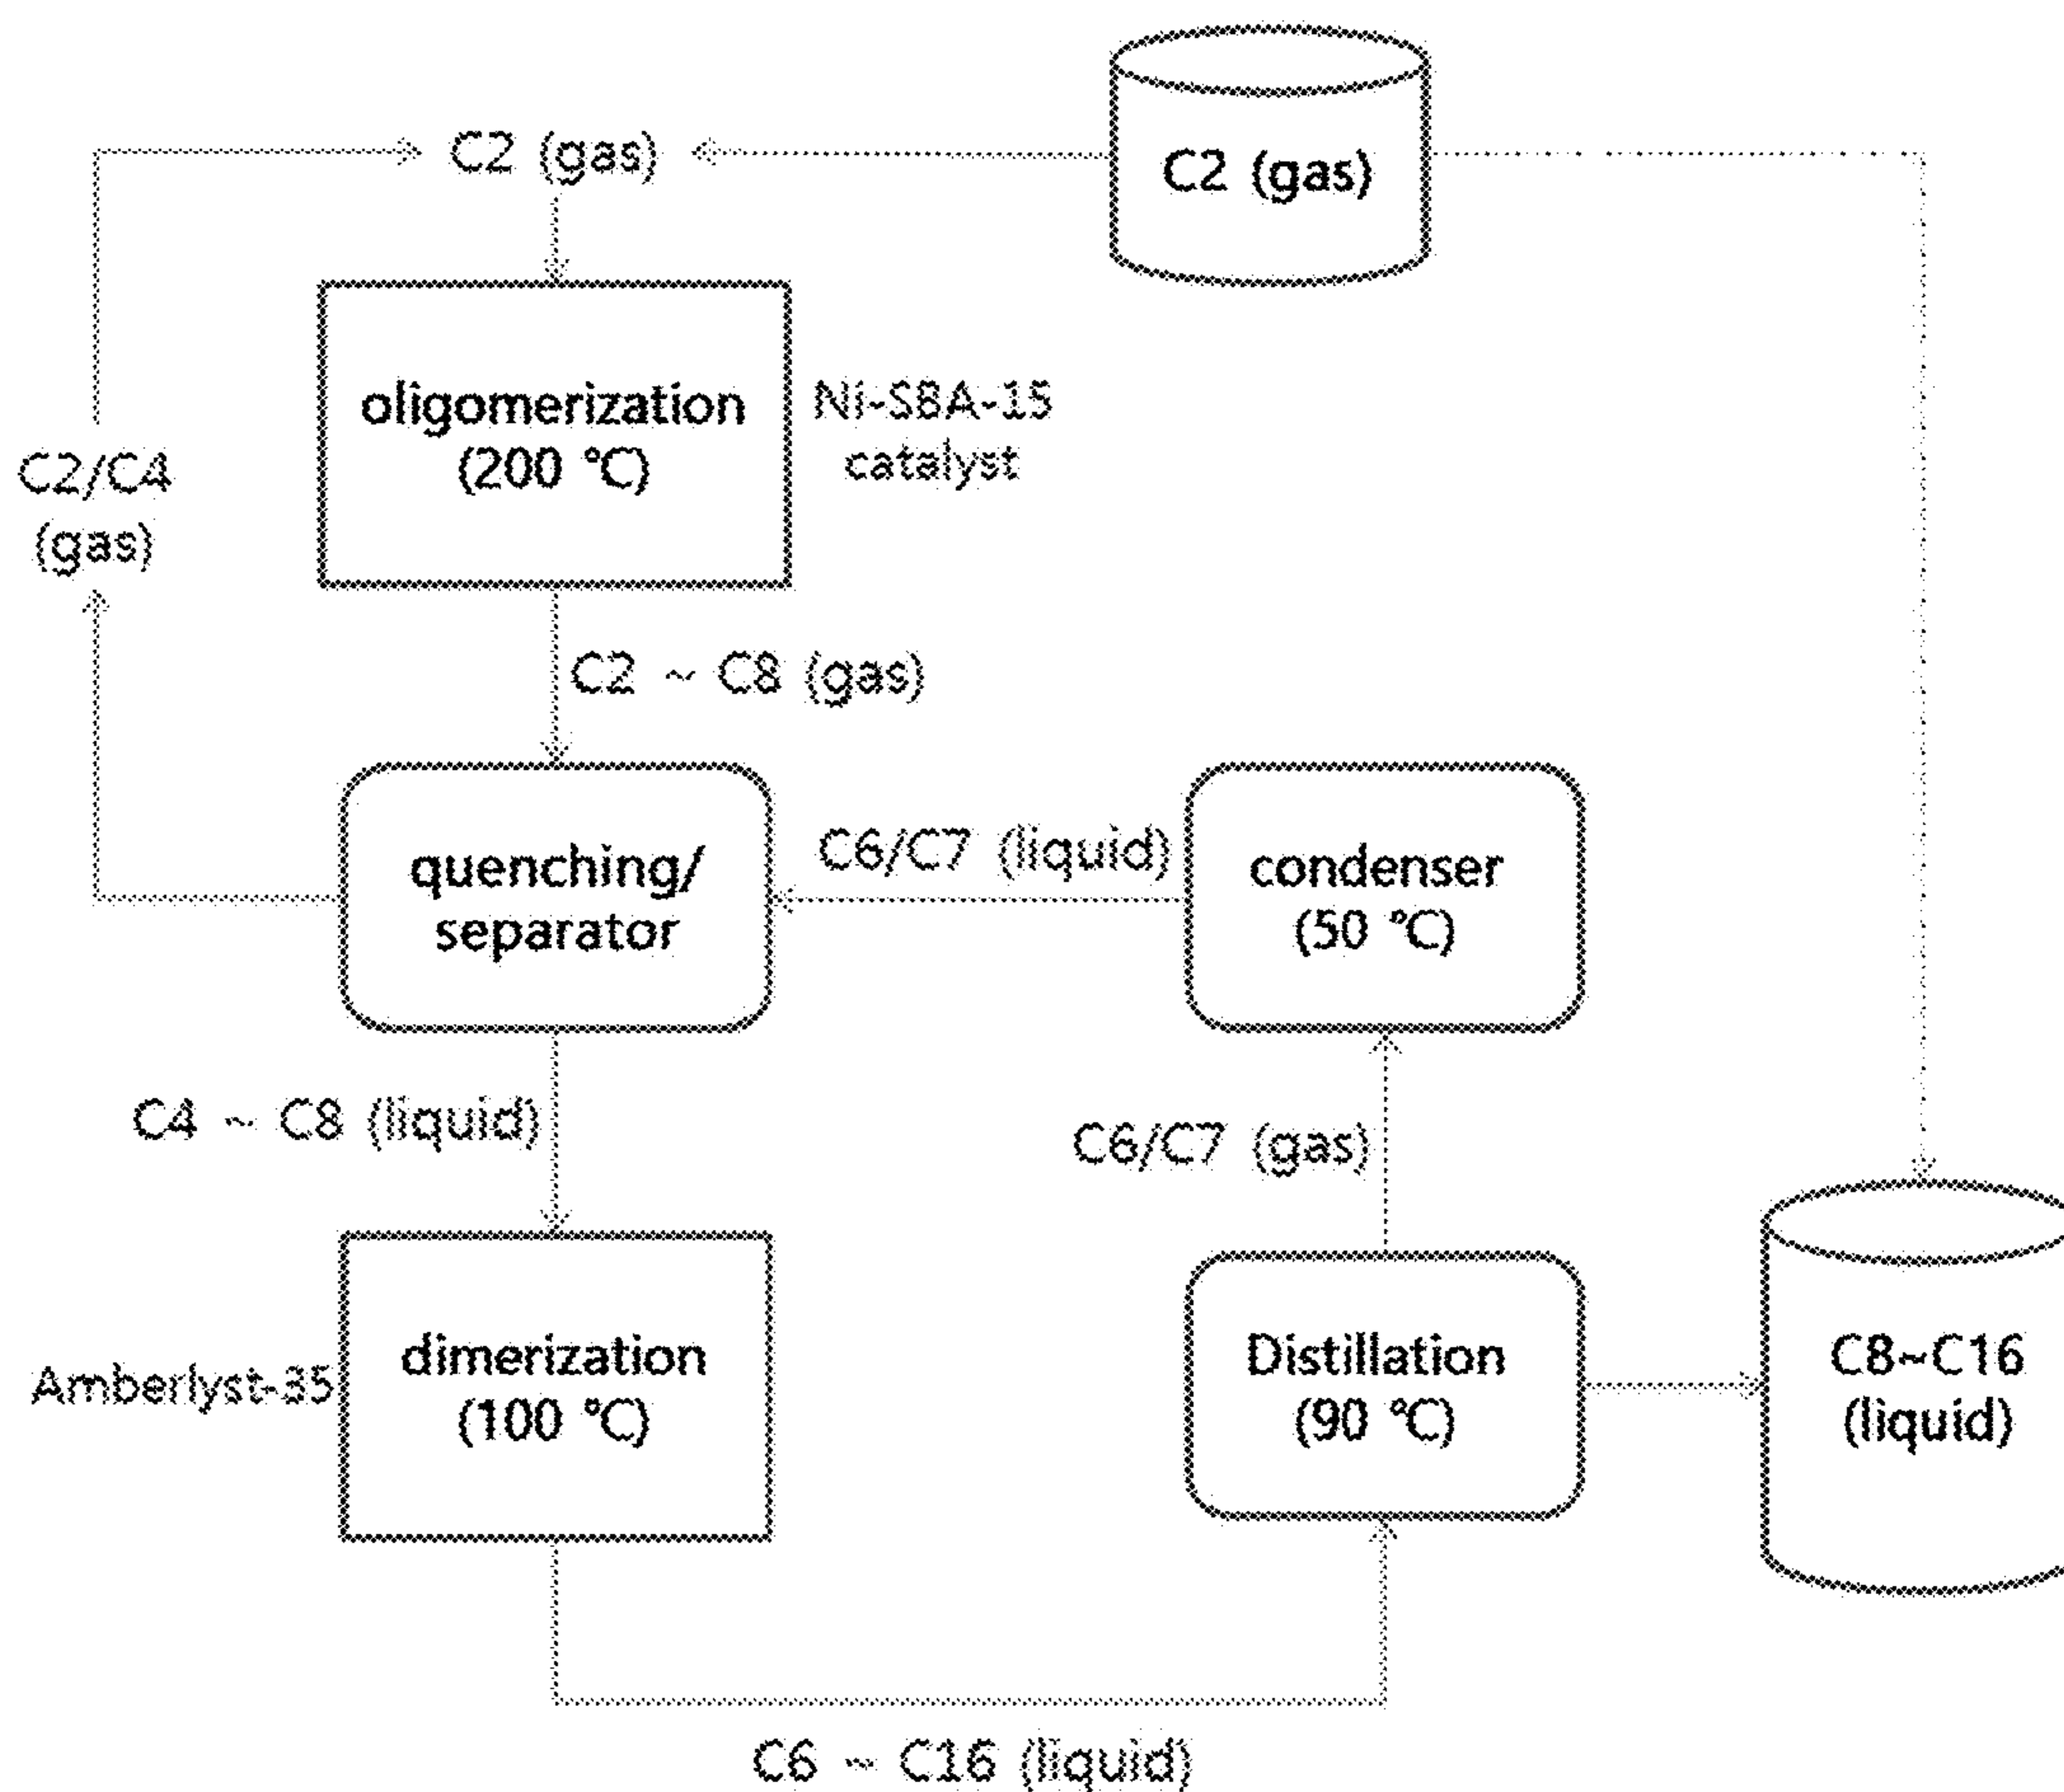 C2 (gas)
C2 (gas)
oligomerization
(200 ℃)
Ni-SBA-15
catalyst
C2/C4
(gas)
C2 ~ C8 (gas)
quenching/
separator
C6/C7 (liquid)
condenser
(50 ℃)
C4 ~ C8 (liquid)
C6/C7 (gas)
Amberlyst-35
dimerization
(100 ℃)
Distillation
(90 ℃)
C8~C16
(liquid)
C6 ~ C16 (liquid)